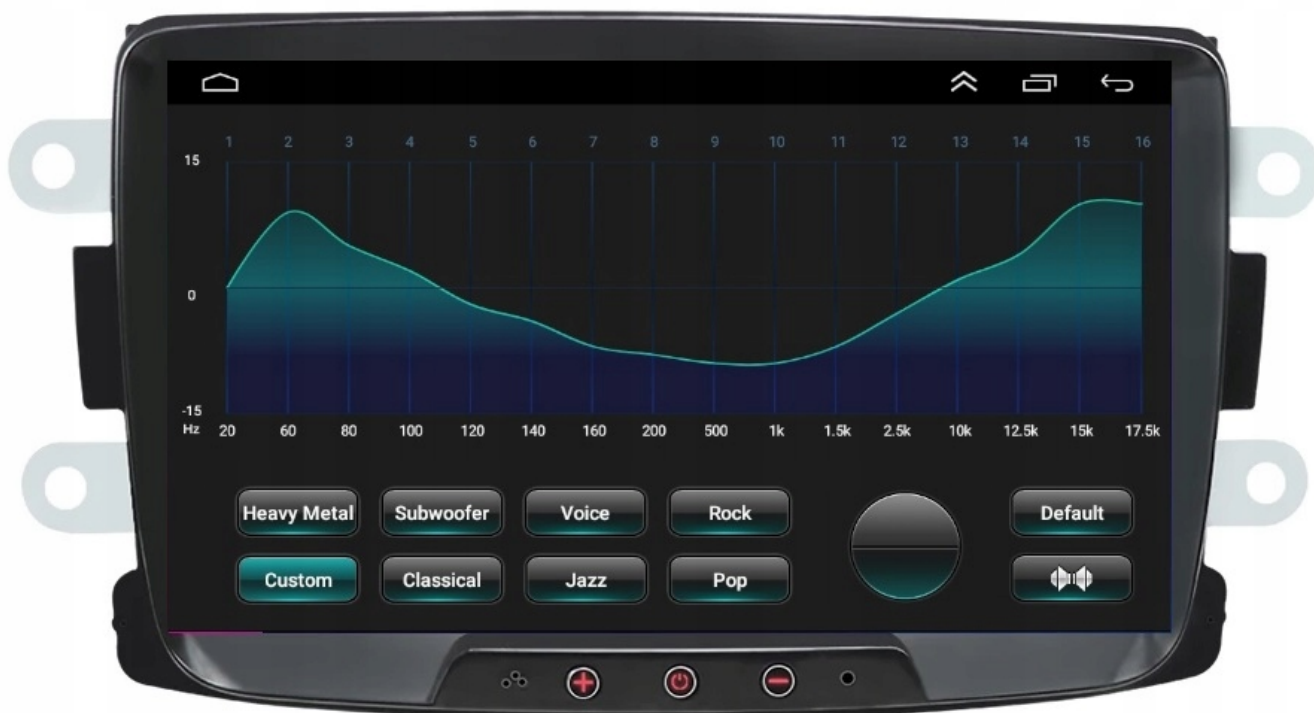 1 2 3 4 5 6 7 8 9 10 11 12 13 14 15 16
15
0
-15
Hz 20 60 80 100 120 140 160 200 500 1k 1.5k 2.5k 10k 12.5k 15k 17.5k
Heavy Metal Subwoofer Voice Rock Default
Custom Classical Jazz Pop